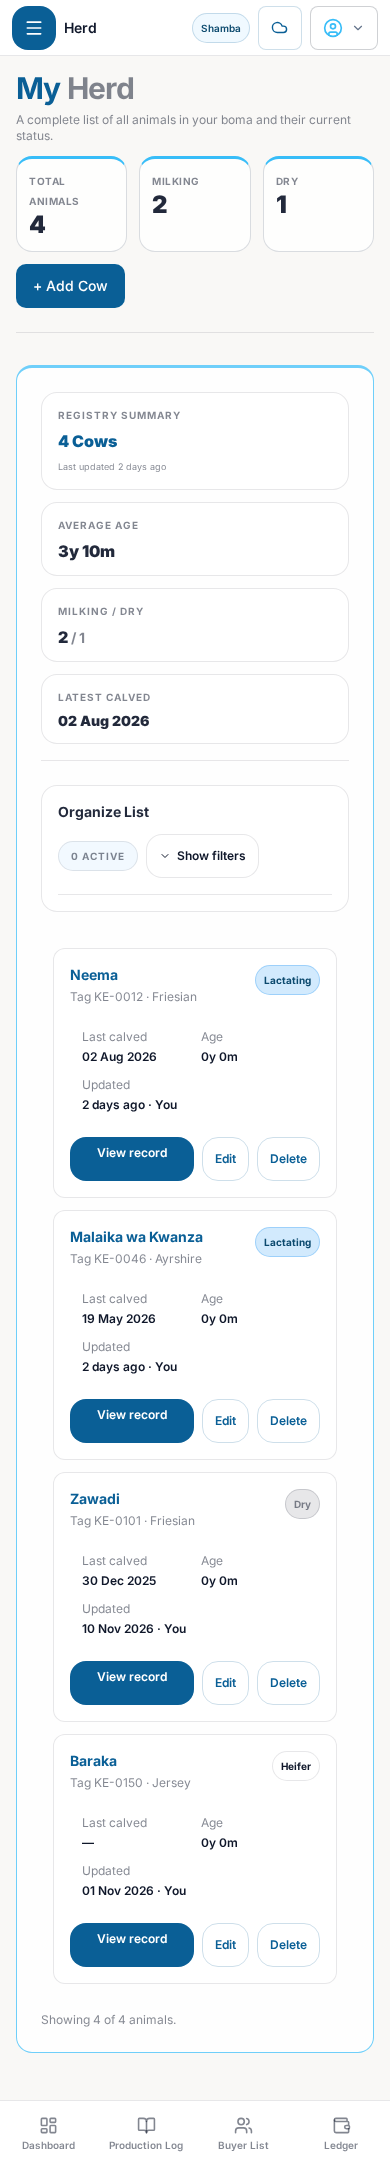 Herd
Shamba
My Herd
A complete list of all animals in your boma and their current
status.
TOTAL
ANIMALS
4
MILKING
2
DRY
1
+ Add Cow
REGISTRY SUMMARY
4 Cows
Last updated 2 days ago
AVERAGE AGE
3y 10m
MILKING / DRY
2 / 1
LATEST CALVED
02 Aug 2026
Organize List
0 ACTIVE
Show filters
Neema
Lactating
Tag KE-0012 · Friesian
Last calved
Age
02 Aug 2026
0y 0m
Updated
2 days ago · You
View record
Edit
Delete
Malaika wa Kwanza
Lactating
Tag KE-0046 · Ayrshire
Last calved
Age
19 May 2026
0y 0m
Updated
2 days ago · You
View record
Edit
Delete
Zawadi
Dry
Tag KE-0101 · Friesian
Last calved
Age
30 Dec 2025
0y 0m
Updated
10 Nov 2026 · You
View record
Edit
Delete
Baraka
Heifer
Tag KE-0150 · Jersey
Last calved
Age
—
0y 0m
Updated
01 Nov 2026 · You
View record
Edit
Delete
Showing 4 of 4 animals.
Dashboard
Production Log
Buyer List
Ledger